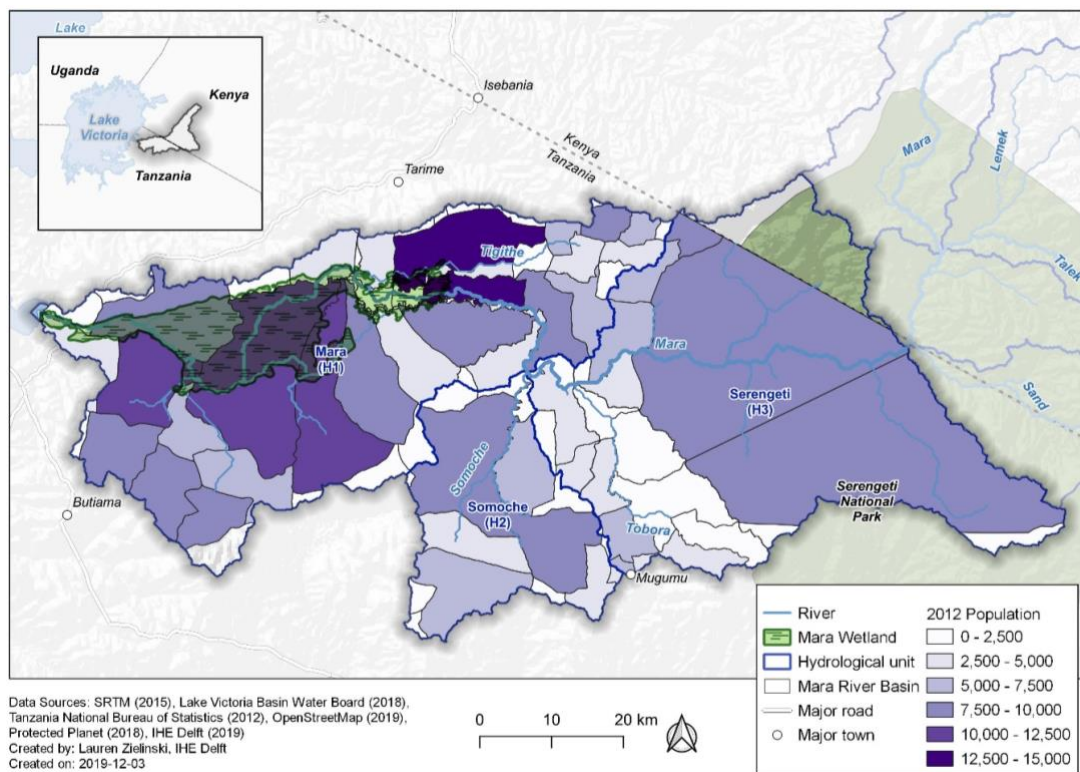 Lake
Uganda
Kenya
Lake
Victoria
Tanzania
Isebania
Kenya
Tanzania
Tarime
Mara
Lemek
Talek
Sand
Tigithe
Mara
(H1)
Mara
Serengeti
(H3)
Somoche
Somoche
(H2)
Butiama
Tobora
Mugumu
Serengeti
National
Park
River
Mara Wetland
Hydrological unit
Mara River Basin
Major road
Major town
2012 Population
0 - 2,500
2,500 - 5,000
5,000 - 7,500
7,500 - 10,000
10,000 - 12,500
12,500 - 15,000
Data Sources: SRTM (2015), Lake Victoria Basin Water Board (2018),
Tanzania National Bureau of Statistics (2012), OpenStreetMap (2019),
Protected Planet (2018), IHE Delft (2019)
Created by: Lauren Zielinski, IHE Delft
Created on: 2019-12-03
0 10 20 km